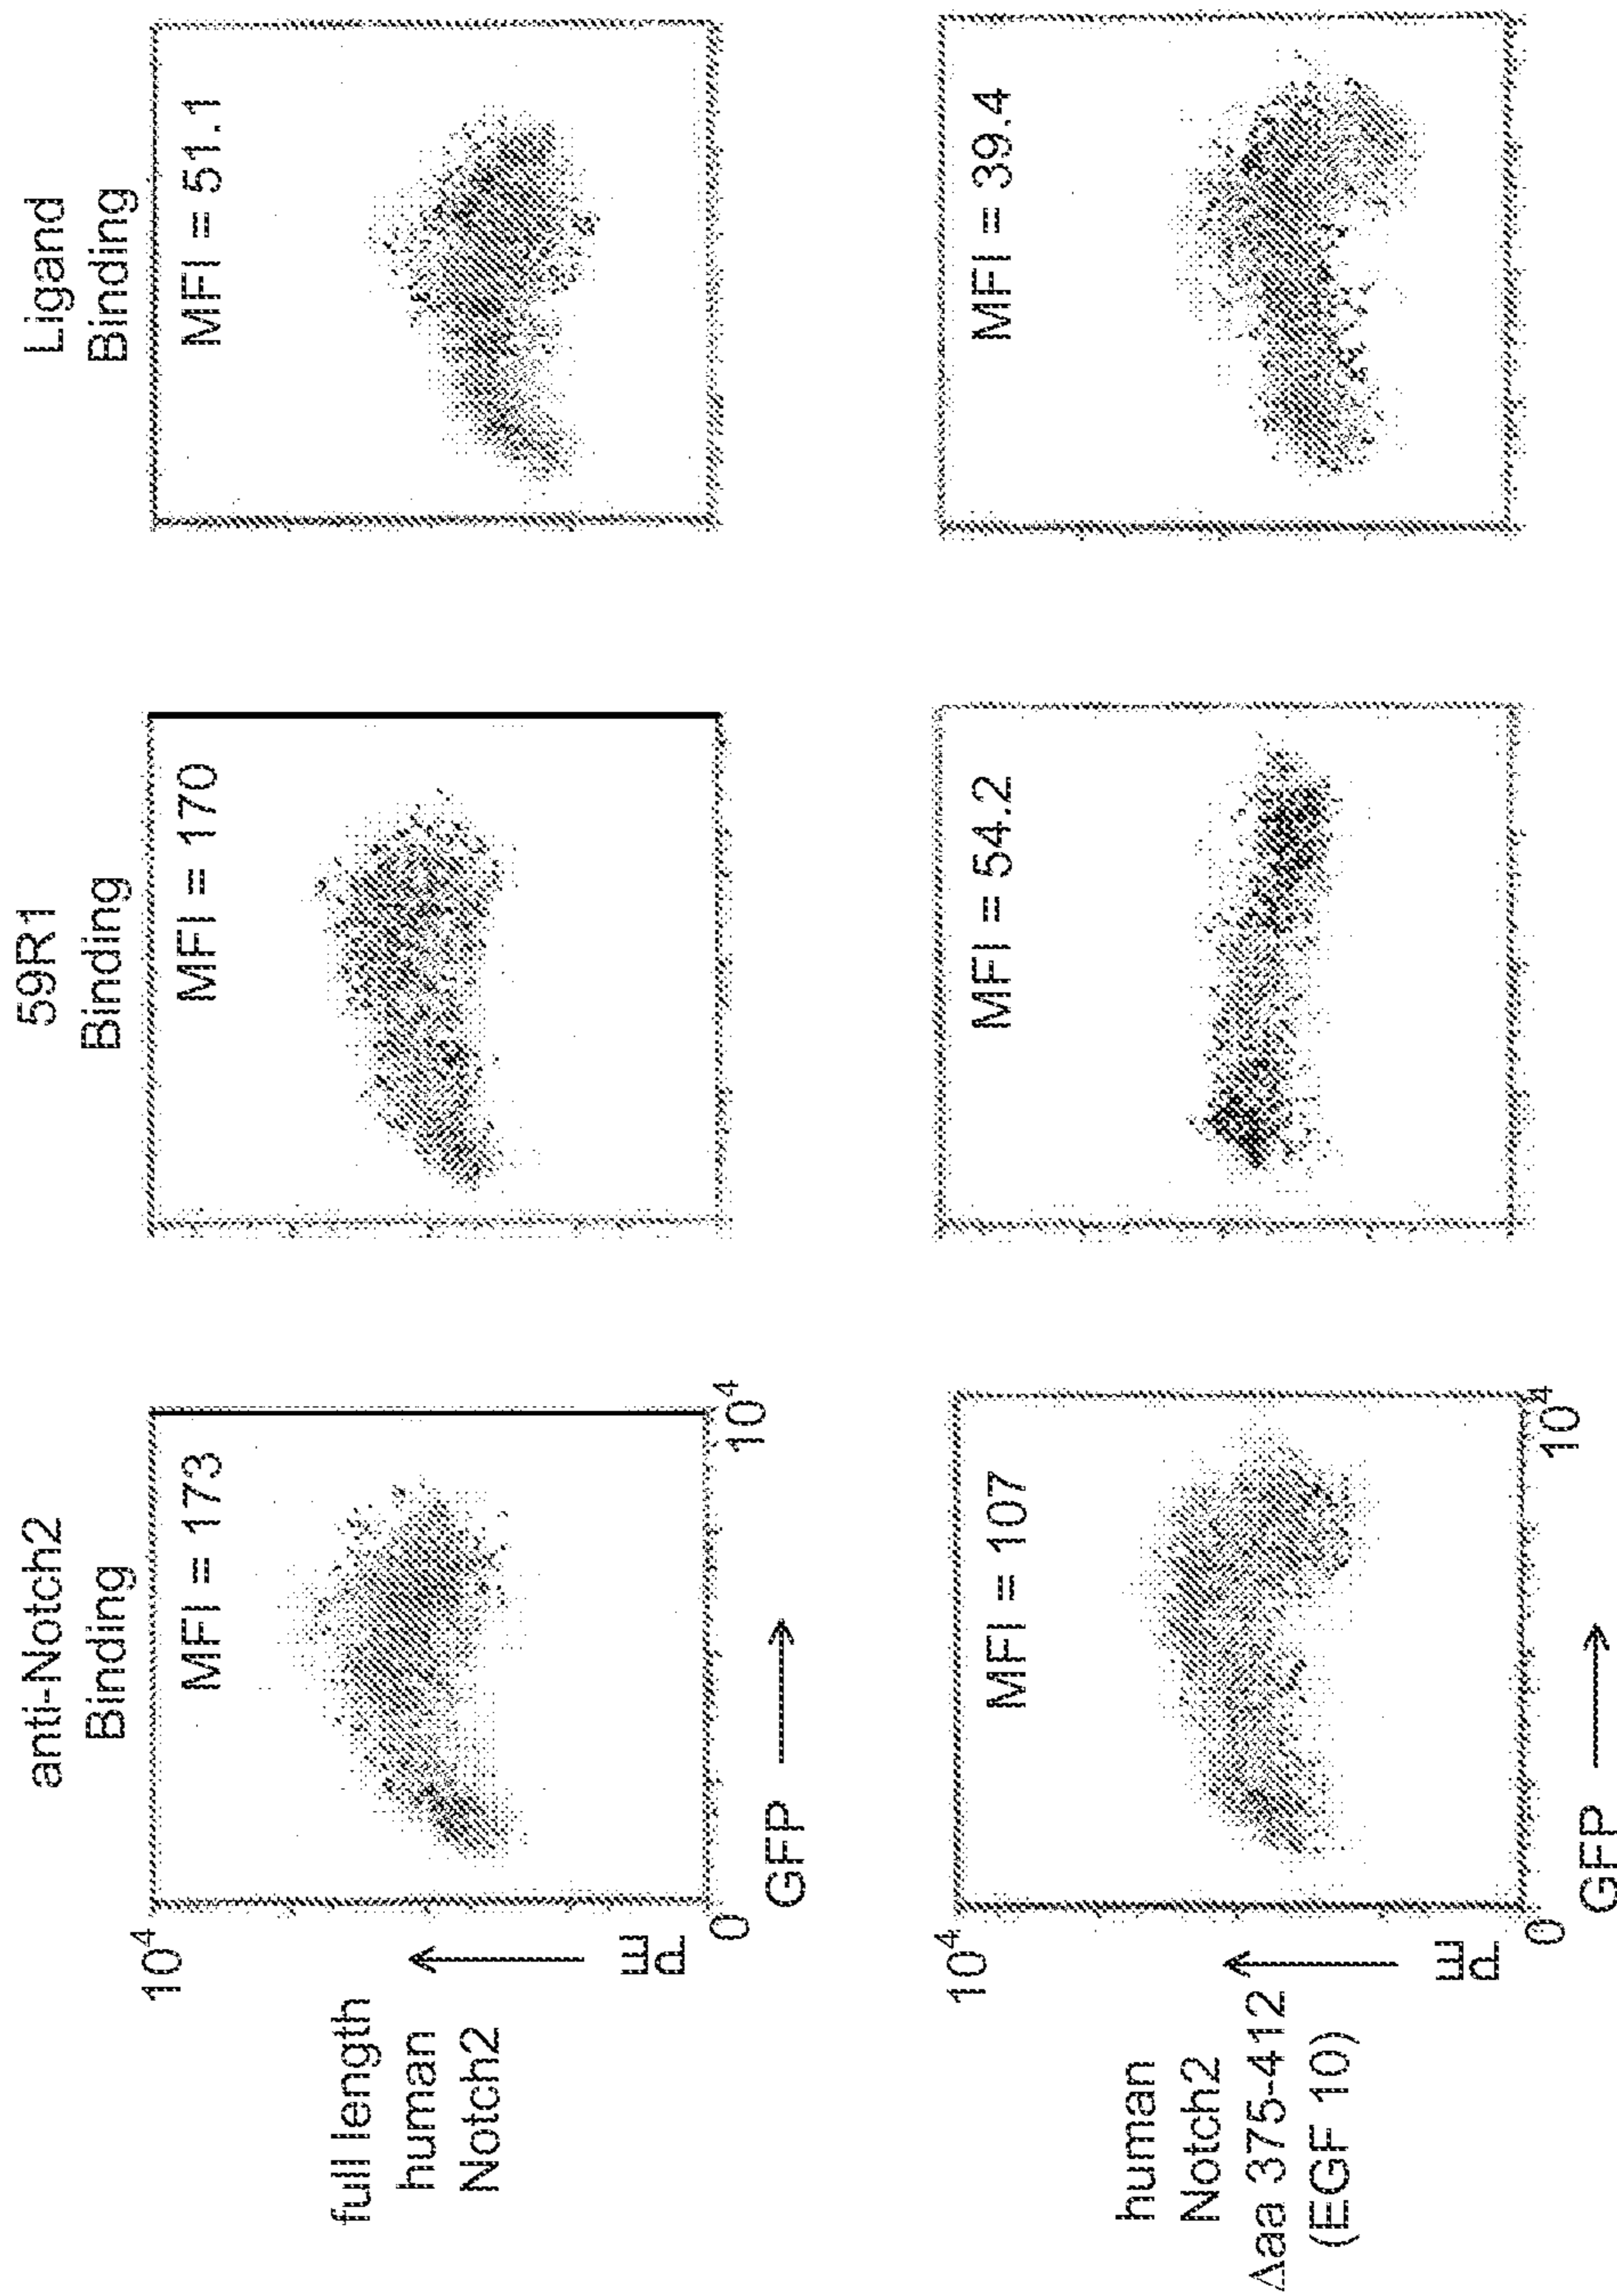 anti-Notch2
Binding
59R1
Binding
Ligand
Binding
full length
human
Notch2
10⁴
PE
MFI = 173
MFI = 170
MFI = 51.1
0
10⁴
GFP
human
Notch2
Δaa 375-412
(EGF 10)
10⁴
PE
MFI = 107
MFI = 54.2
MFI = 39.4
0
10⁴
GFP